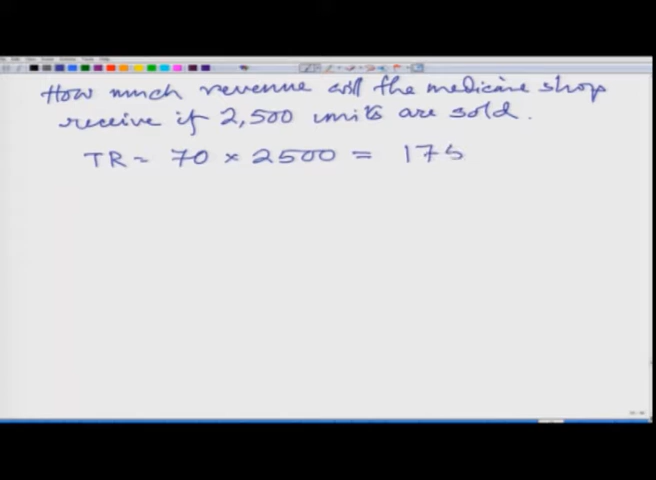 How much revenue will the medicine shop
receive if 2,500 units are sold.
TR = 70 × 2500 = 175